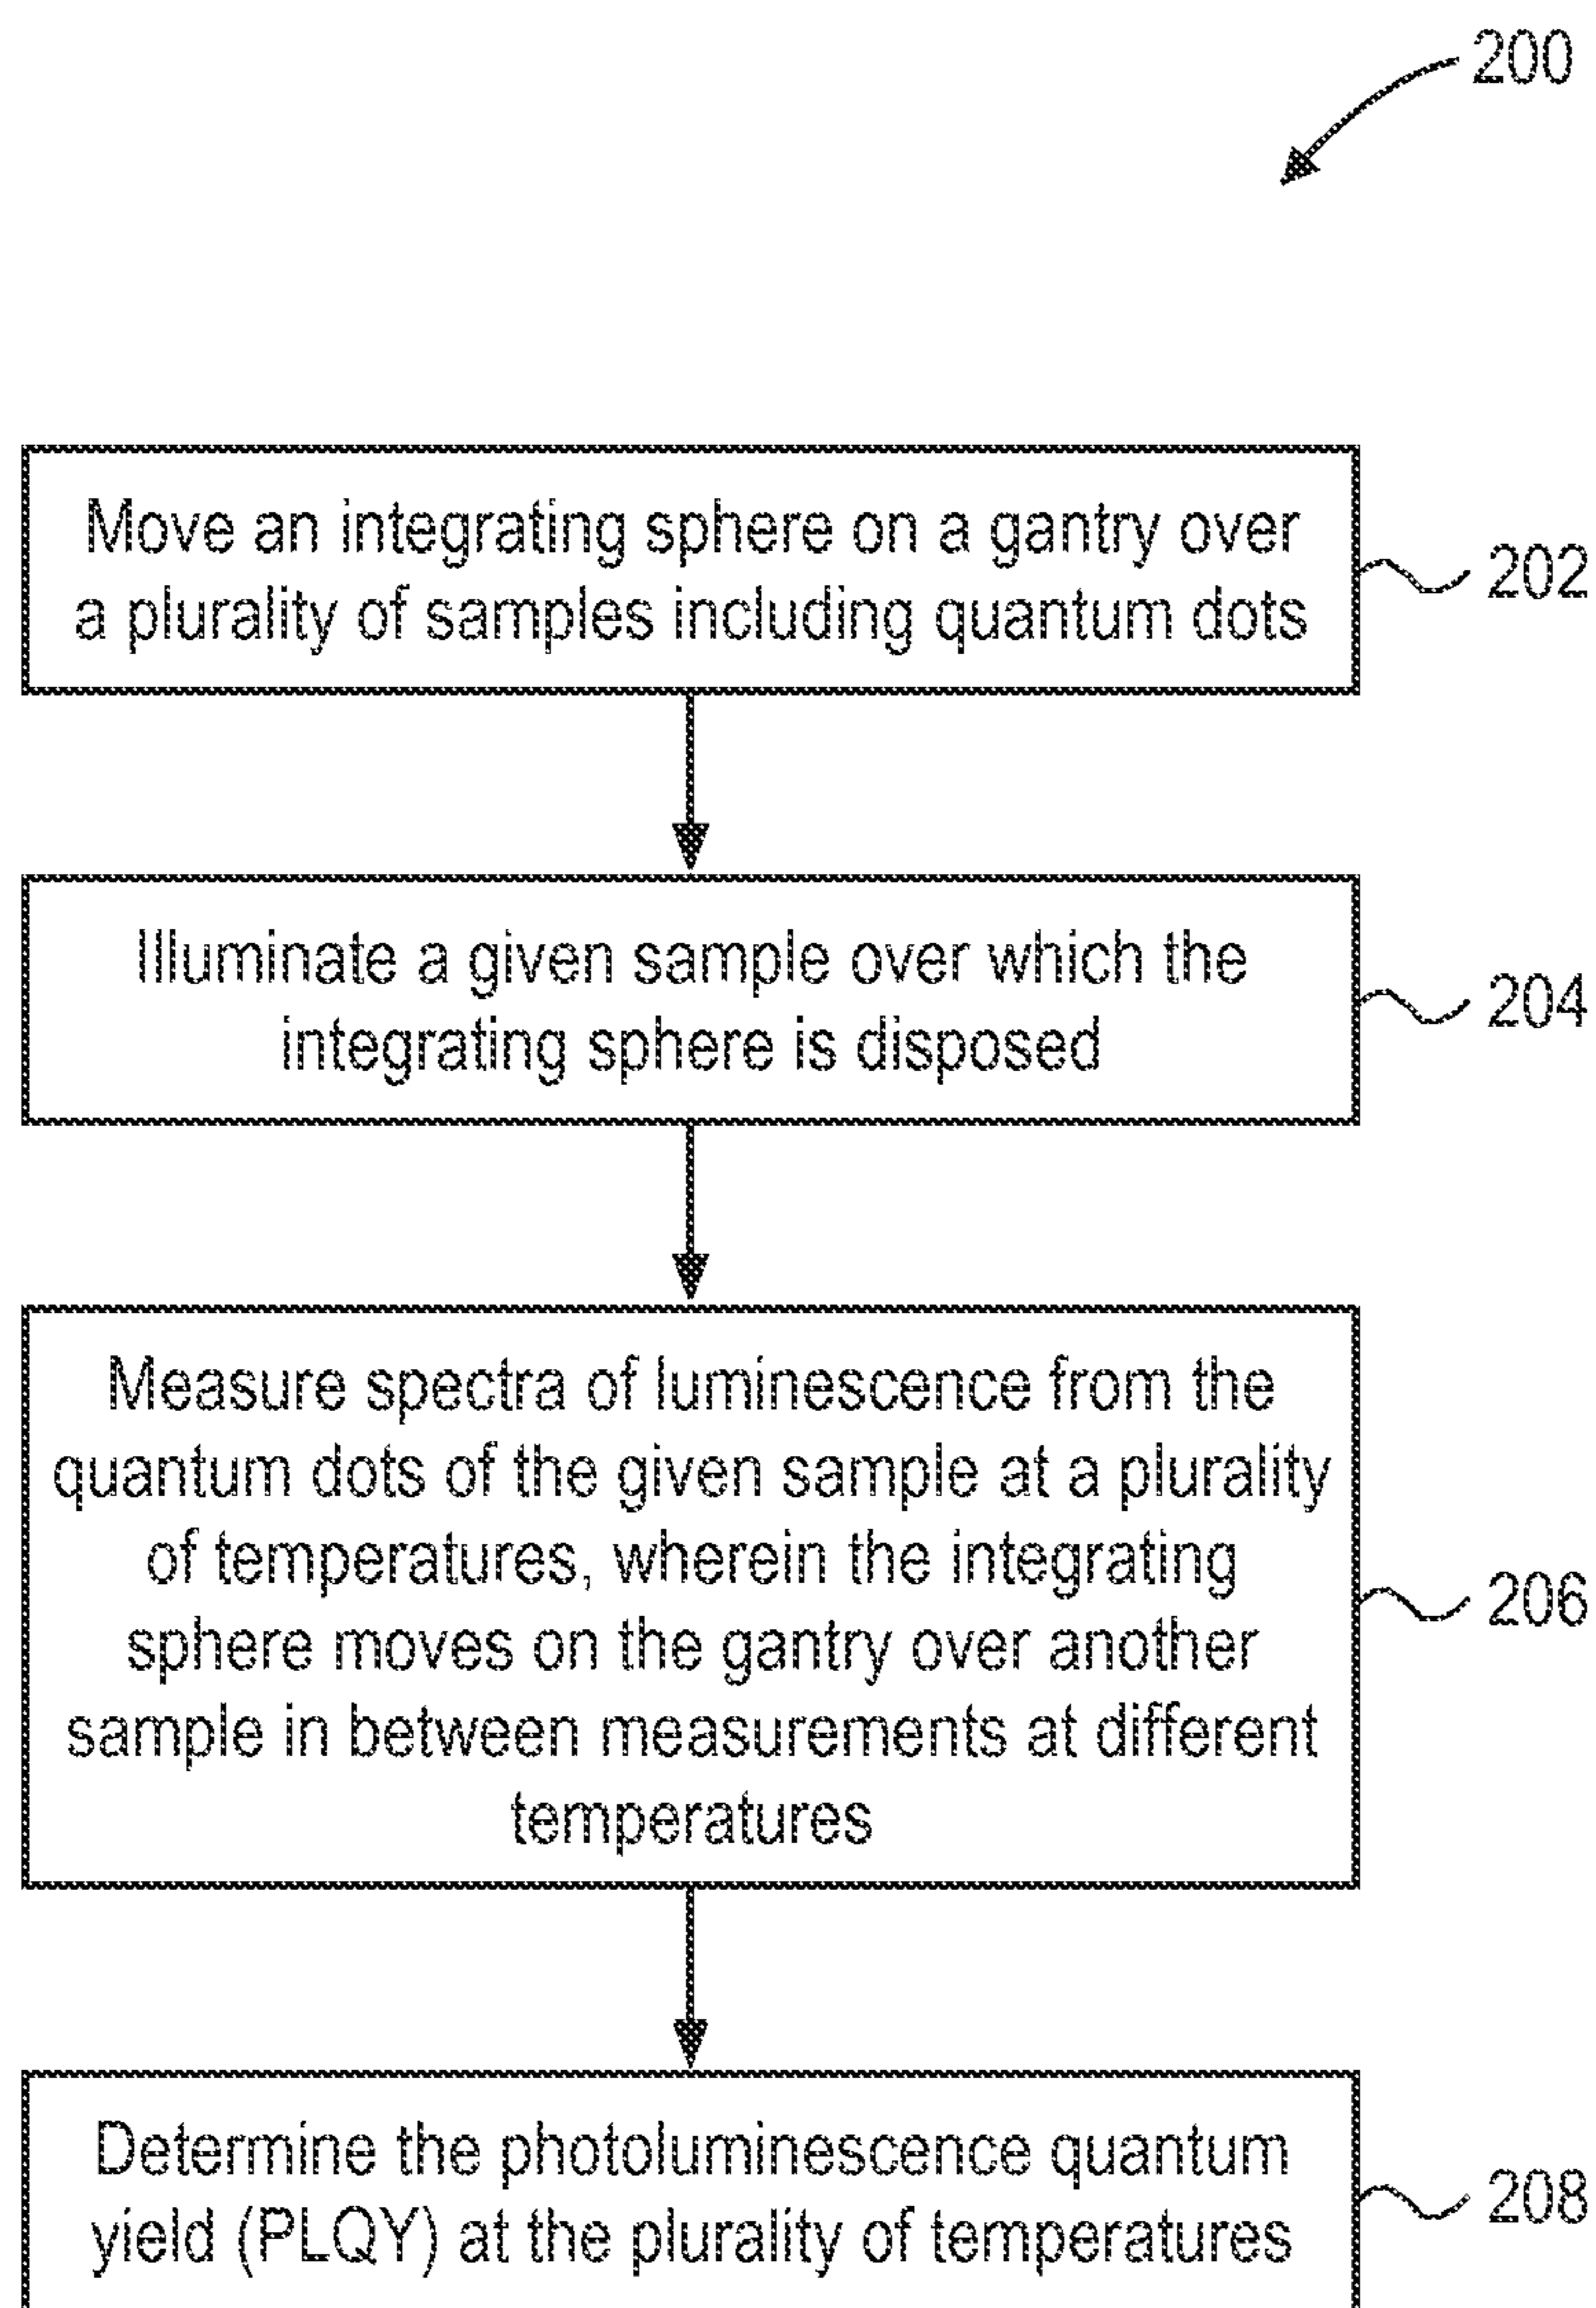 200
Move an integrating sphere on a gantry over
a plurality of samples including quantum dots
202
Illuminate a given sample over which the
integrating sphere is disposed
204
Measure spectra of luminescence from the
quantum dots of the given sample at a plurality
of temperatures, wherein the integrating
sphere moves on the gantry over another
sample in between measurements at different
temperatures
206
Determine the photoluminescence quantum
yield (PLQY) at the plurality of temperatures
208